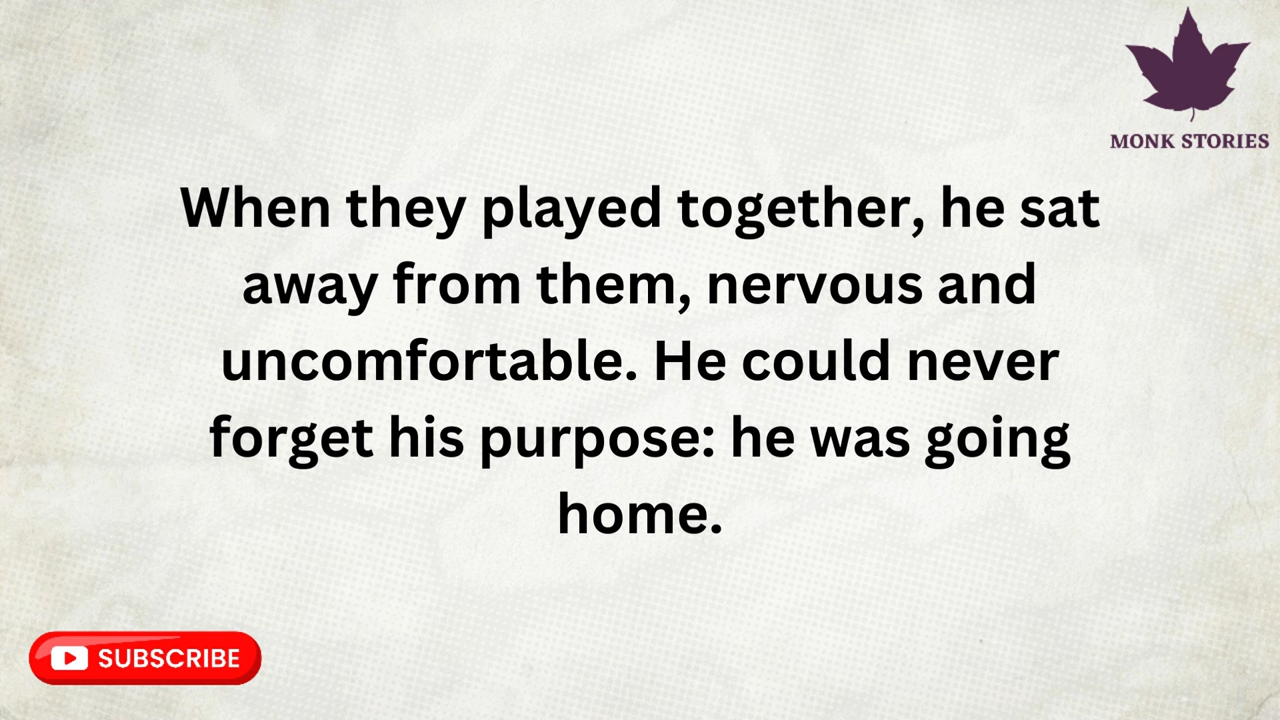 MONK STORIES
When they played together, he sat
away from them, nervous and
uncomfortable. He could never
forget his purpose: he was going
home.
SUBSCRIBE